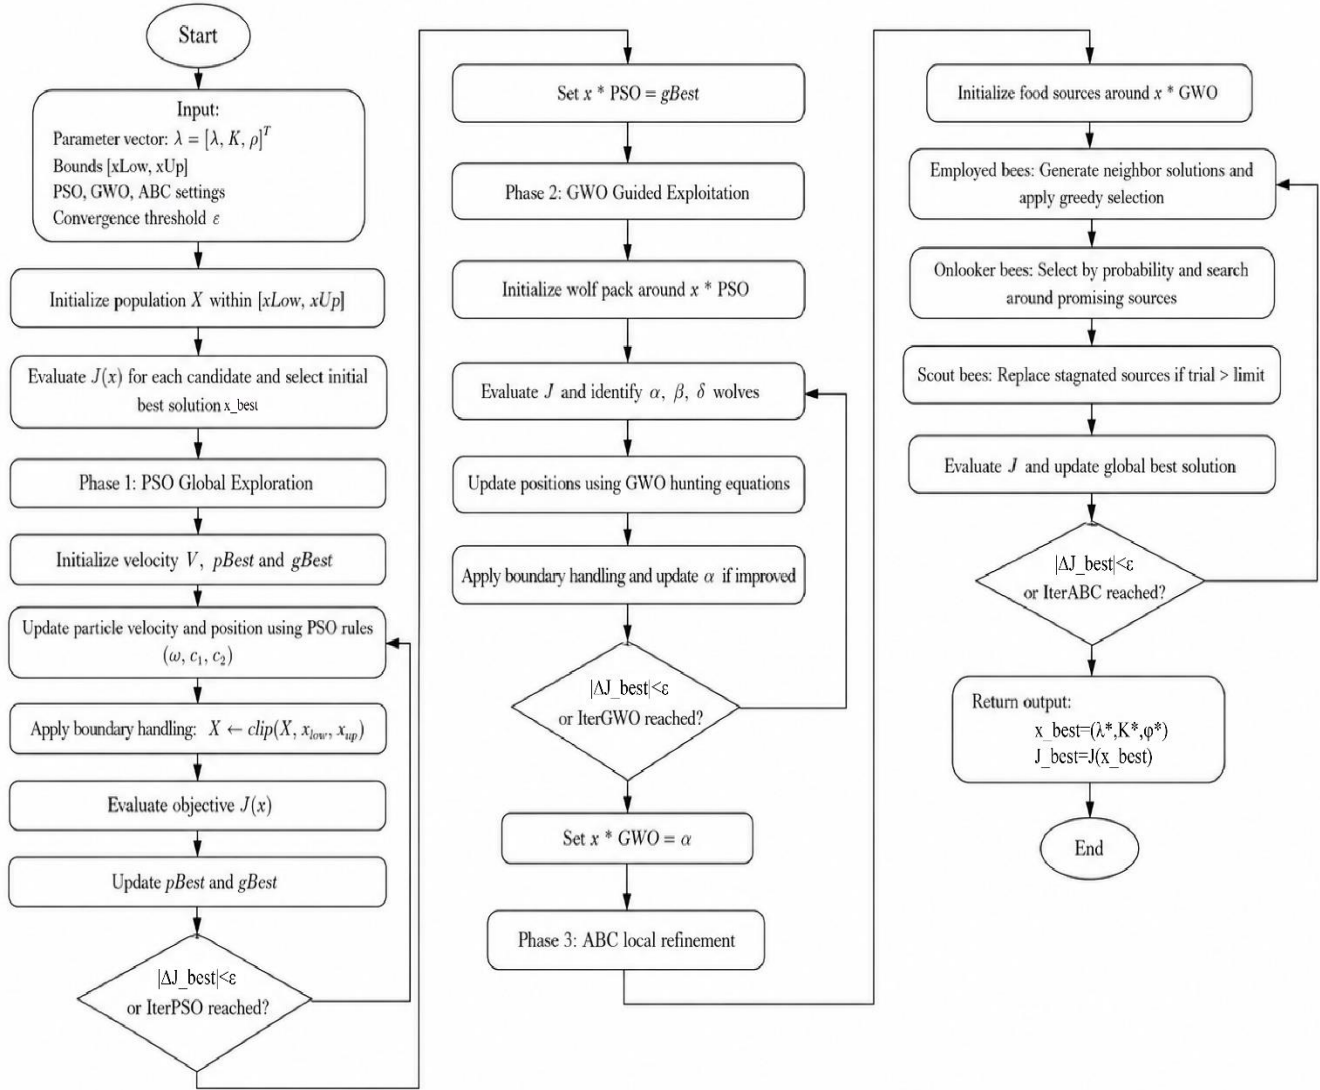 Start
Input:
Parameter vector: λ = [λ, K, ρ]ᵀ
Bounds [xLow, xUp]
PSO, GWO, ABC settings
Convergence threshold ε
Initialize population X within [xLow, xUp]
Evaluate J(x) for each candidate and select initial
best solution x_best
Phase 1: PSO Global Exploration
Initialize velocity V, pBest and gBest
Update particle velocity and position using PSO rules
(ω, c₁, c₂)
Apply boundary handling: X ← clip(X, x_low, x_up)
Evaluate objective J(x)
Update pBest and gBest
|ΔJ_best|<ε
or IterPSO reached?
Set x * PSO = gBest
Phase 2: GWO Guided Exploitation
Initialize wolf pack around x * PSO
Evaluate J and identify α, β, δ wolves
Update positions using GWO hunting equations
Apply boundary handling and update α if improved
|ΔJ_best|<ε
or IterGWO reached?
Set x * GWO = α
Phase 3: ABC local refinement
Initialize food sources around x * GWO
Employed bees: Generate neighbor solutions and
apply greedy selection
Onlooker bees: Select by probability and search
around promising sources
Scout bees: Replace stagnated sources if trial > limit
Evaluate J and update global best solution
|ΔJ_best|<ε
or IterABC reached?
Return output:
x_best=(λ*,K*,φ*)
J_best=J(x_best)
End